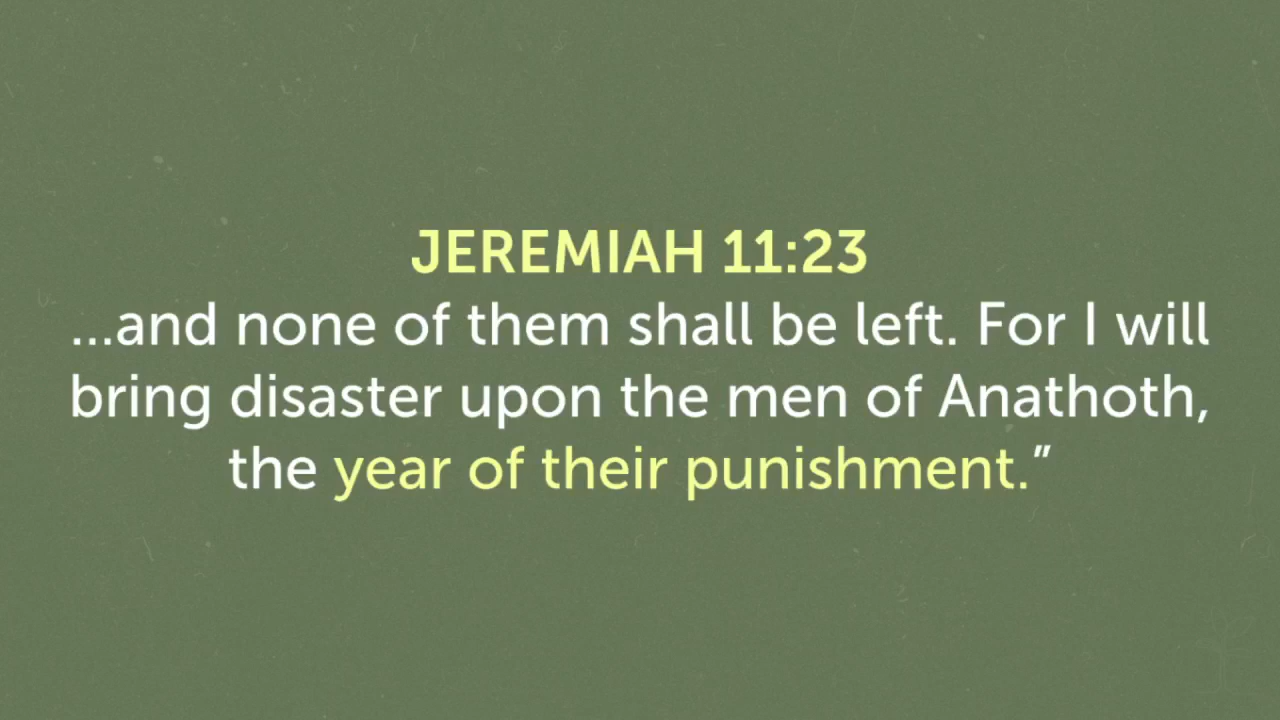 JEREMIAH 11:23
...and none of them shall be left. For I will
bring disaster upon the men of Anathoth,
the year of their punishment.”